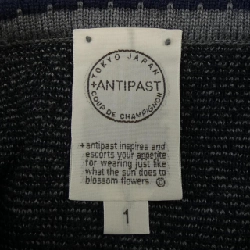 TOKYO JAPAN
+ANTIPAST
COUP DE CHAMPIGNON
+antipast inspires and
escorts your appetite
for wearing just like
what the sun does to
blossom flowers.
1